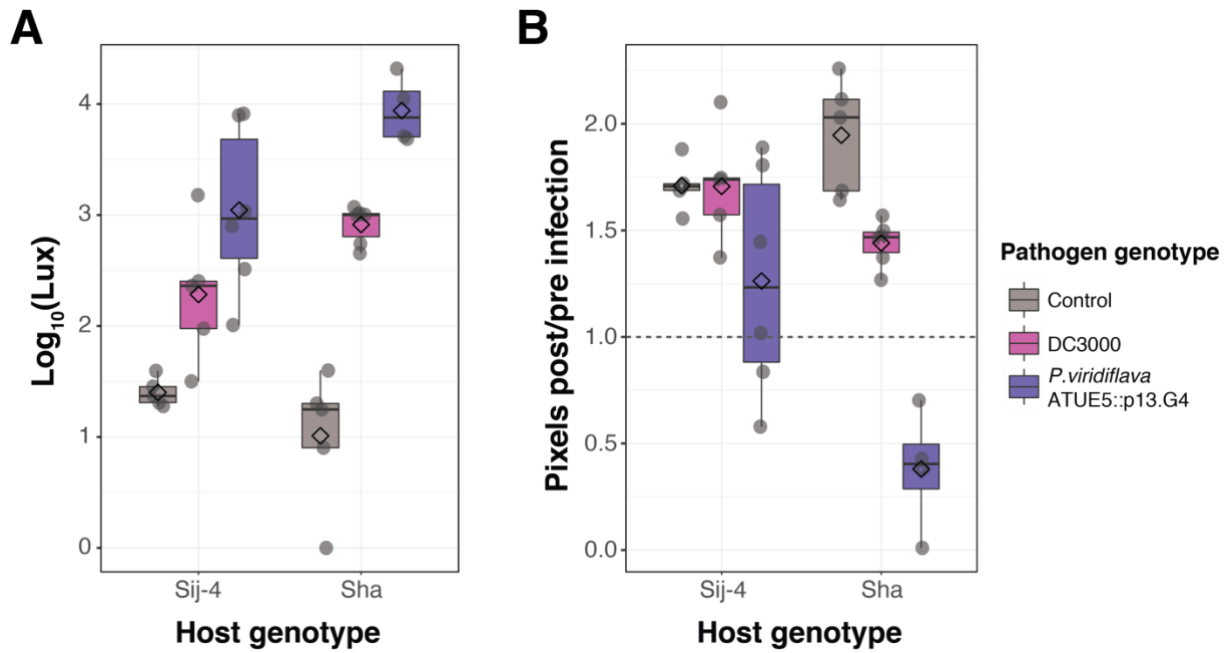 A
Log10(Lux)
4
3
2
1
0
Sij-4
Sha
Host genotype
B
Pixels post/pre infection
2.0
1.5
1.0
0.5
0.0
Sij-4
Sha
Host genotype
Pathogen genotype
Control
DC3000
P.viridiflava
ATUE5::p13.G4